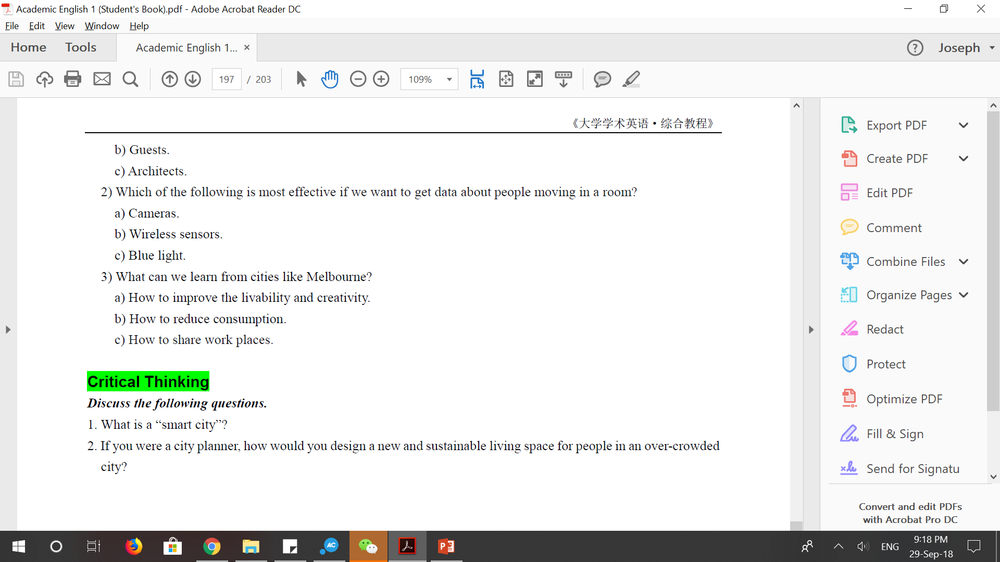 Academic English 1 (Student's Book).pdf - Adobe Acrobat Reader DC
File Edit View Window Help
Home Tools Academic English 1... × ? Joseph
197 / 203 109%
《大学学术英语·综合教程》
b) Guests.
c) Architects.
2) Which of the following is most effective if we want to get data about people moving in a room?
a) Cameras.
b) Wireless sensors.
c) Blue light.
3) What can we learn from cities like Melbourne?
a) How to improve the livability and creativity.
b) How to reduce consumption.
c) How to share work places.
Critical Thinking
Discuss the following questions.
1. What is a “smart city”?
2. If you were a city planner, how would you design a new and sustainable living space for people in an over-crowded
city?
Export PDF
Create PDF
Edit PDF
Comment
Combine Files
Organize Pages
Redact
Protect
Optimize PDF
Fill & Sign
Send for Signatu
Convert and edit PDFs
with Acrobat Pro DC
AC
ENG
9:18 PM
29-Sep-18